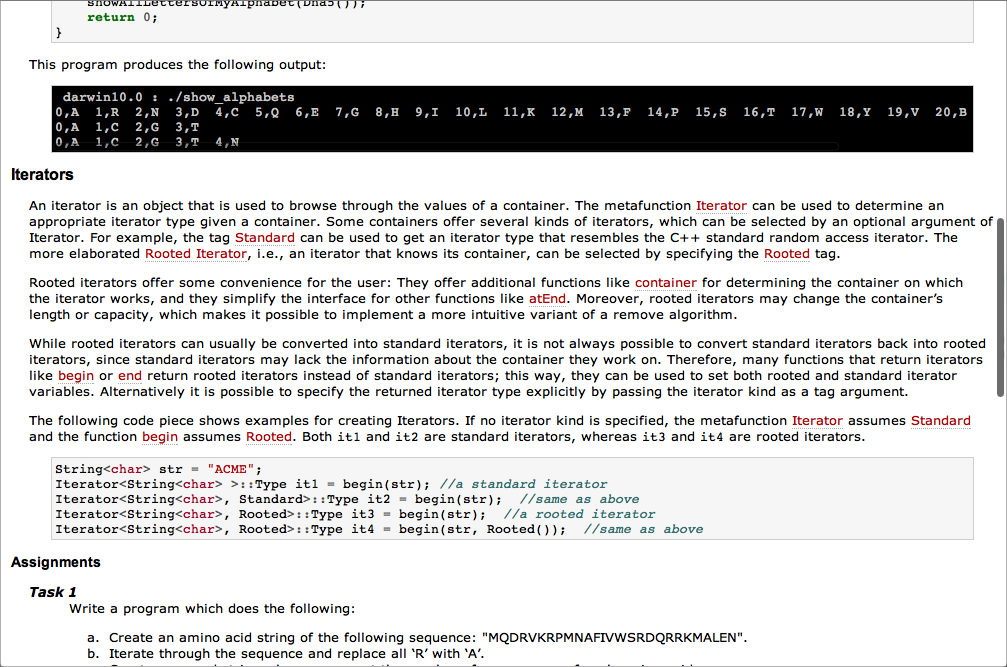 showAllLettersOfMyAlphabet(Dna5());
return 0;
}
This program produces the following output:
darwin10.0 : ./show_alphabets
0,A 1,R 2,N 3,D 4,C 5,Q 6,E 7,G 8,H 9,I 10,L 11,K 12,M 13,F 14,P 15,S 16,T 17,W 18,Y 19,V 20,B
0,A 1,C 2,G 3,T
0,A 1,C 2,G 3,T 4,N
Iterators
An iterator is an object that is used to browse through the values of a container. The metafunction Iterator can be used to determine an
appropriate iterator type given a container. Some containers offer several kinds of iterators, which can be selected by an optional argument of
Iterator. For example, the tag Standard can be used to get an iterator type that resembles the C++ standard random access iterator. The
more elaborated Rooted Iterator, i.e., an iterator that knows its container, can be selected by specifying the Rooted tag.
Rooted iterators offer some convenience for the user: They offer additional functions like container for determining the container on which
the iterator works, and they simplify the interface for other functions like atEnd. Moreover, rooted iterators may change the container's
length or capacity, which makes it possible to implement a more intuitive variant of a remove algorithm.
While rooted iterators can usually be converted into standard iterators, it is not always possible to convert standard iterators back into rooted
iterators, since standard iterators may lack the information about the container they work on. Therefore, many functions that return iterators
like begin or end return rooted iterators instead of standard iterators; this way, they can be used to set both rooted and standard iterator
variables. Alternatively it is possible to specify the returned iterator type explicitly by passing the iterator kind as a tag argument.
The following code piece shows examples for creating Iterators. If no iterator kind is specified, the metafunction Iterator assumes Standard
and the function begin assumes Rooted. Both it1 and it2 are standard iterators, whereas it3 and it4 are rooted iterators.
String<char> str = "ACME";
Iterator<String<char> >::Type it1 = begin(str); //a standard iterator
Iterator<String<char>, Standard>::Type it2 = begin(str); //same as above
Iterator<String<char>, Rooted>::Type it3 = begin(str); //a rooted iterator
Iterator<String<char>, Rooted>::Type it4 = begin(str, Rooted()); //same as above
Assignments
Task 1
Write a program which does the following:
a. Create an amino acid string of the following sequence: "MQDRVKRPMNAFIVWSRDQRRKMALEN".
b. Iterate through the sequence and replace all 'R' with 'A'.